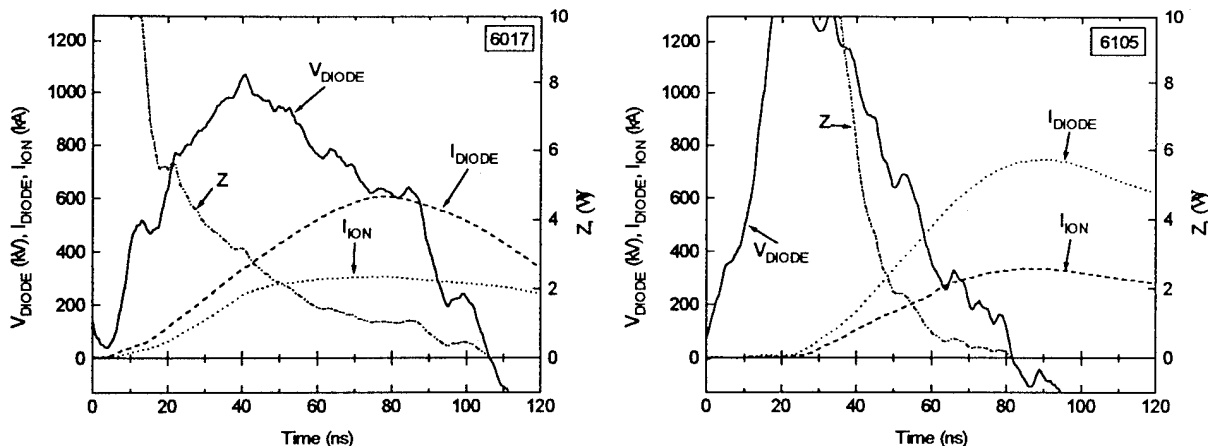 6017
V_DIODE
I_DIODE
Z
I_ION
V_DIODE (kV), I_DIODE, I_ION (kA)
1200
1000
800
600
400
200
0
10
8
6
4
2
0
Z, (W)
0 20 40 60 80 100 120
Time (ns)
6105
Z
I_DIODE
V_DIODE
I_ION
V_DIODE (kV), I_DIODE, I_ION (kA)
1200
1000
800
600
400
200
0
10
8
6
4
2
0
Z, (W)
0 20 40 60 80 100 120
Time (ns)